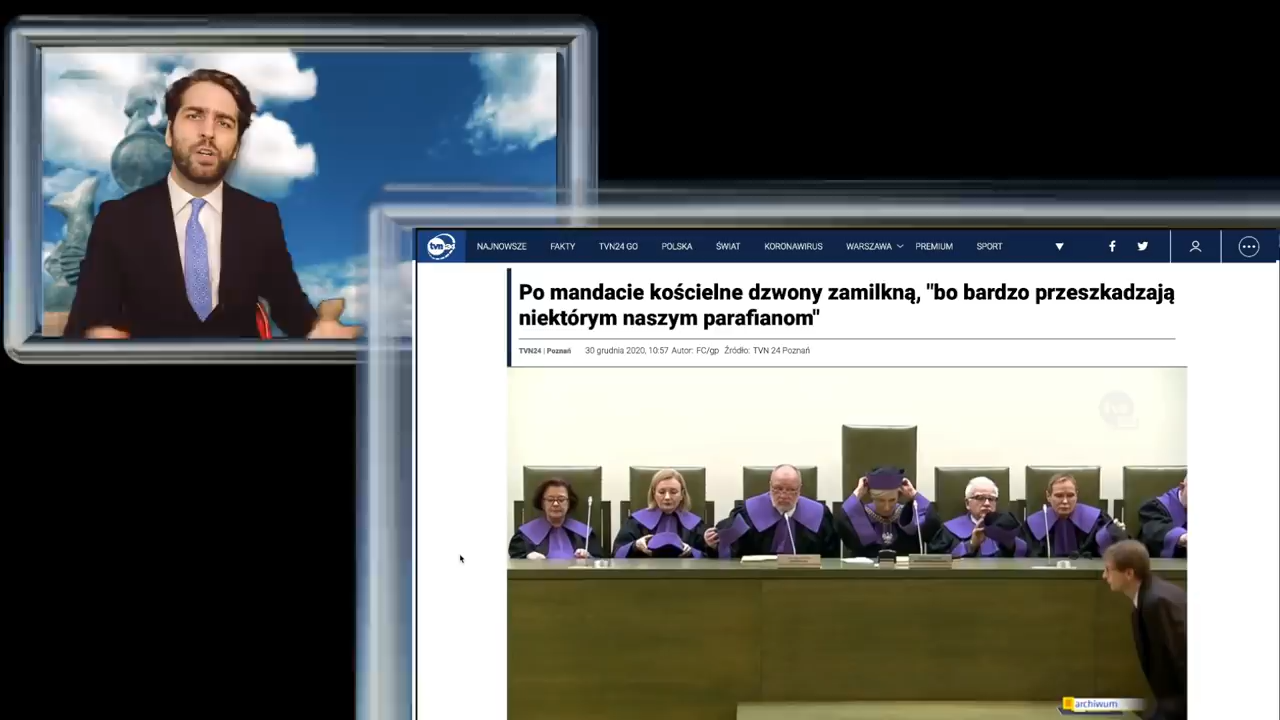 tvn24
NAJNOWSZE FAKTY TVN24 GO POLSKA ŚWIAT KORONAWIRUS WARSZAWA PREMIUM SPORT
Po mandacie kościelne dzwony zamilkną, "bo bardzo przeszkadzają
niektórym naszym parafianom"
TVN24 | Poznań 30 grudnia 2020, 10:57 Autor: FC/gp Źródło: TVN 24 Poznań
archiwum